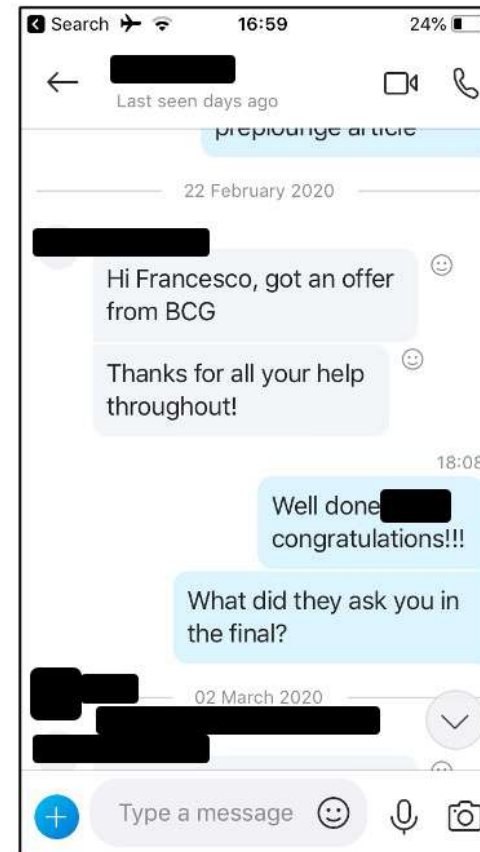 Search
16:59
24%
Last seen days ago
preplounge article
22 February 2020
Hi Francesco, got an offer
from BCG
Thanks for all your help
throughout!
18:08
Well done
congratulations!!!
What did they ask you in
the final?
02 March 2020
Type a message